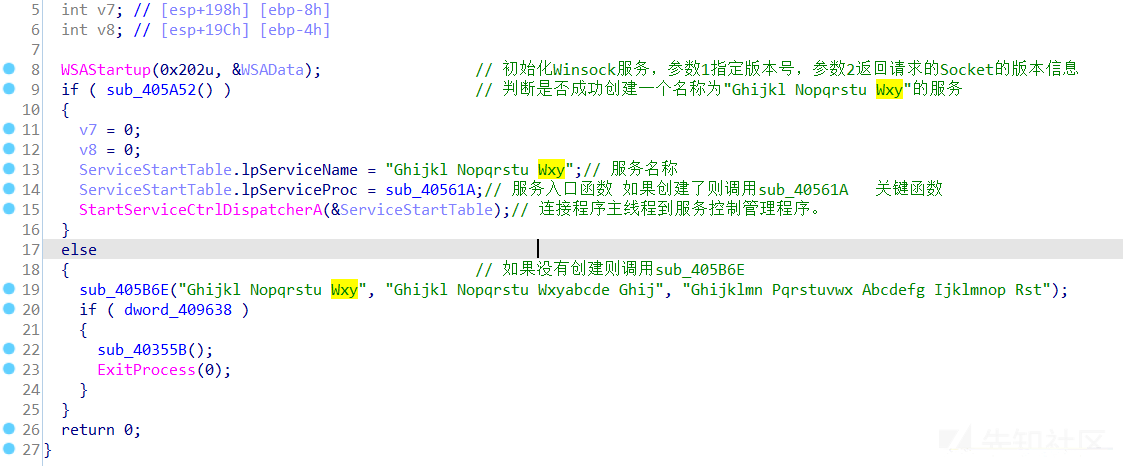 5 int v7; // [esp+198h] [ebp-8h]
6 int v8; // [esp+19Ch] [ebp-4h]
7
8 WSAStartup(0x202u, &WSAData); // 初始化Winsock服务，参数1指定版本号，参数2返回请求的Socket的版本信息
9 if ( sub_405A52() ) // 判断是否成功创建一个名称为"Ghijkl Nopqrstu Wxy"的服务
10 {
11 v7 = 0;
12 v8 = 0;
13 ServiceStartTable.lpServiceName = "Ghijkl Nopqrstu Wxy";// 服务名称
14 ServiceStartTable.lpServiceProc = sub_40561A;// 服务入口函数 如果创建了则调用sub_40561A 关键函数
15 StartServiceCtrlDispatcherA(&ServiceStartTable);// 连接程序主线程到服务控制管理程序。
16 }
17 else
18 { // 如果没有创建则调用sub_405B6E
19 sub_405B6E("Ghijkl Nopqrstu Wxy", "Ghijkl Nopqrstu Wxyabcde Ghij", "Ghijklmn Pqrstuvwx Abcdefg Ijklmnop Rst");
20 if ( dword_409638 )
21 {
22 sub_40355B();
23 ExitProcess(0);
24 }
25 }
26 return 0;
27 }
先知社区